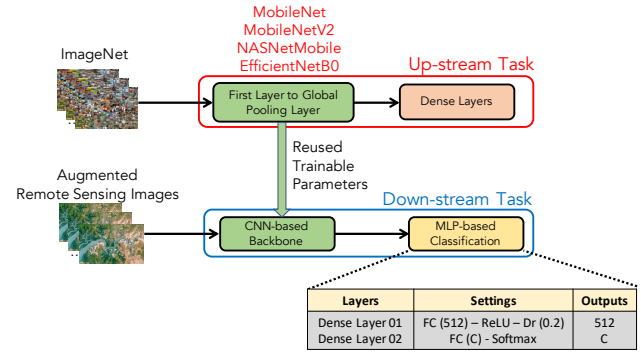 MobileNet
MobileNetV2
NASNetMobile
EfficientNetB0
ImageNet
Up-stream Task
First Layer to Global
Pooling Layer
Dense Layers
Reused
Trainable
Parameters
Augmented
Remote Sensing Images
Down-stream Task
CNN-based
Backbone
MLP-based
Classification
Layers Settings Outputs
Dense Layer 01 FC (512) – ReLU – Dr (0.2) 512
Dense Layer 02 FC (C) - Softmax C